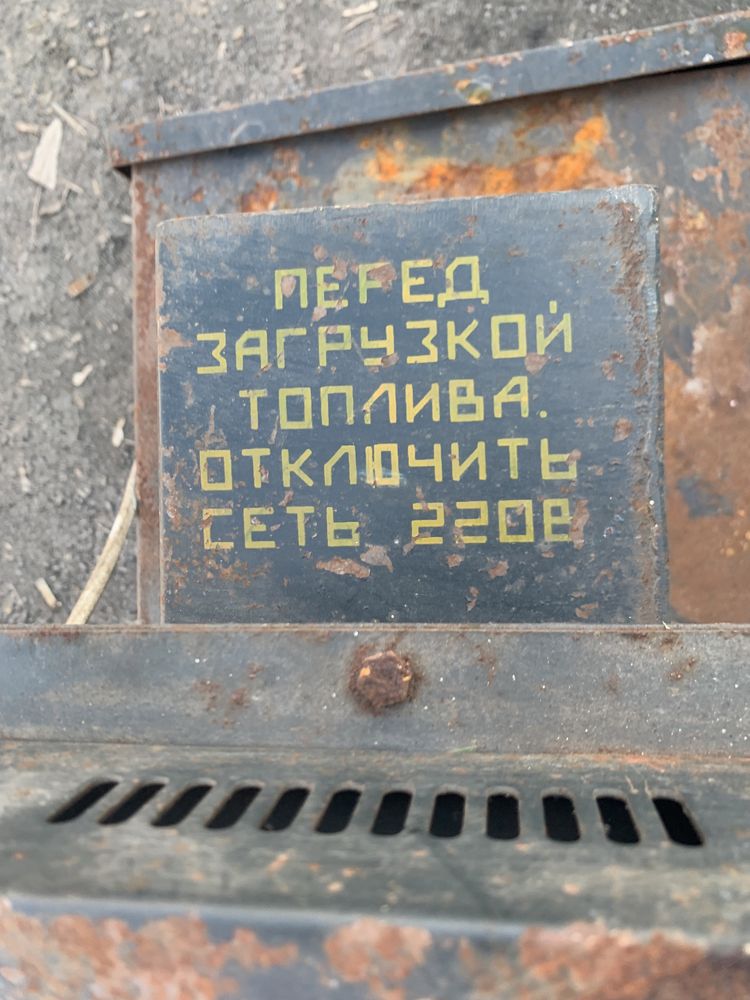 ПЕРЕД
ЗАГРУЗКОЙ
ТОПЛИВА.
ОТКЛЮЧИТЬ
СЕТЬ 220В